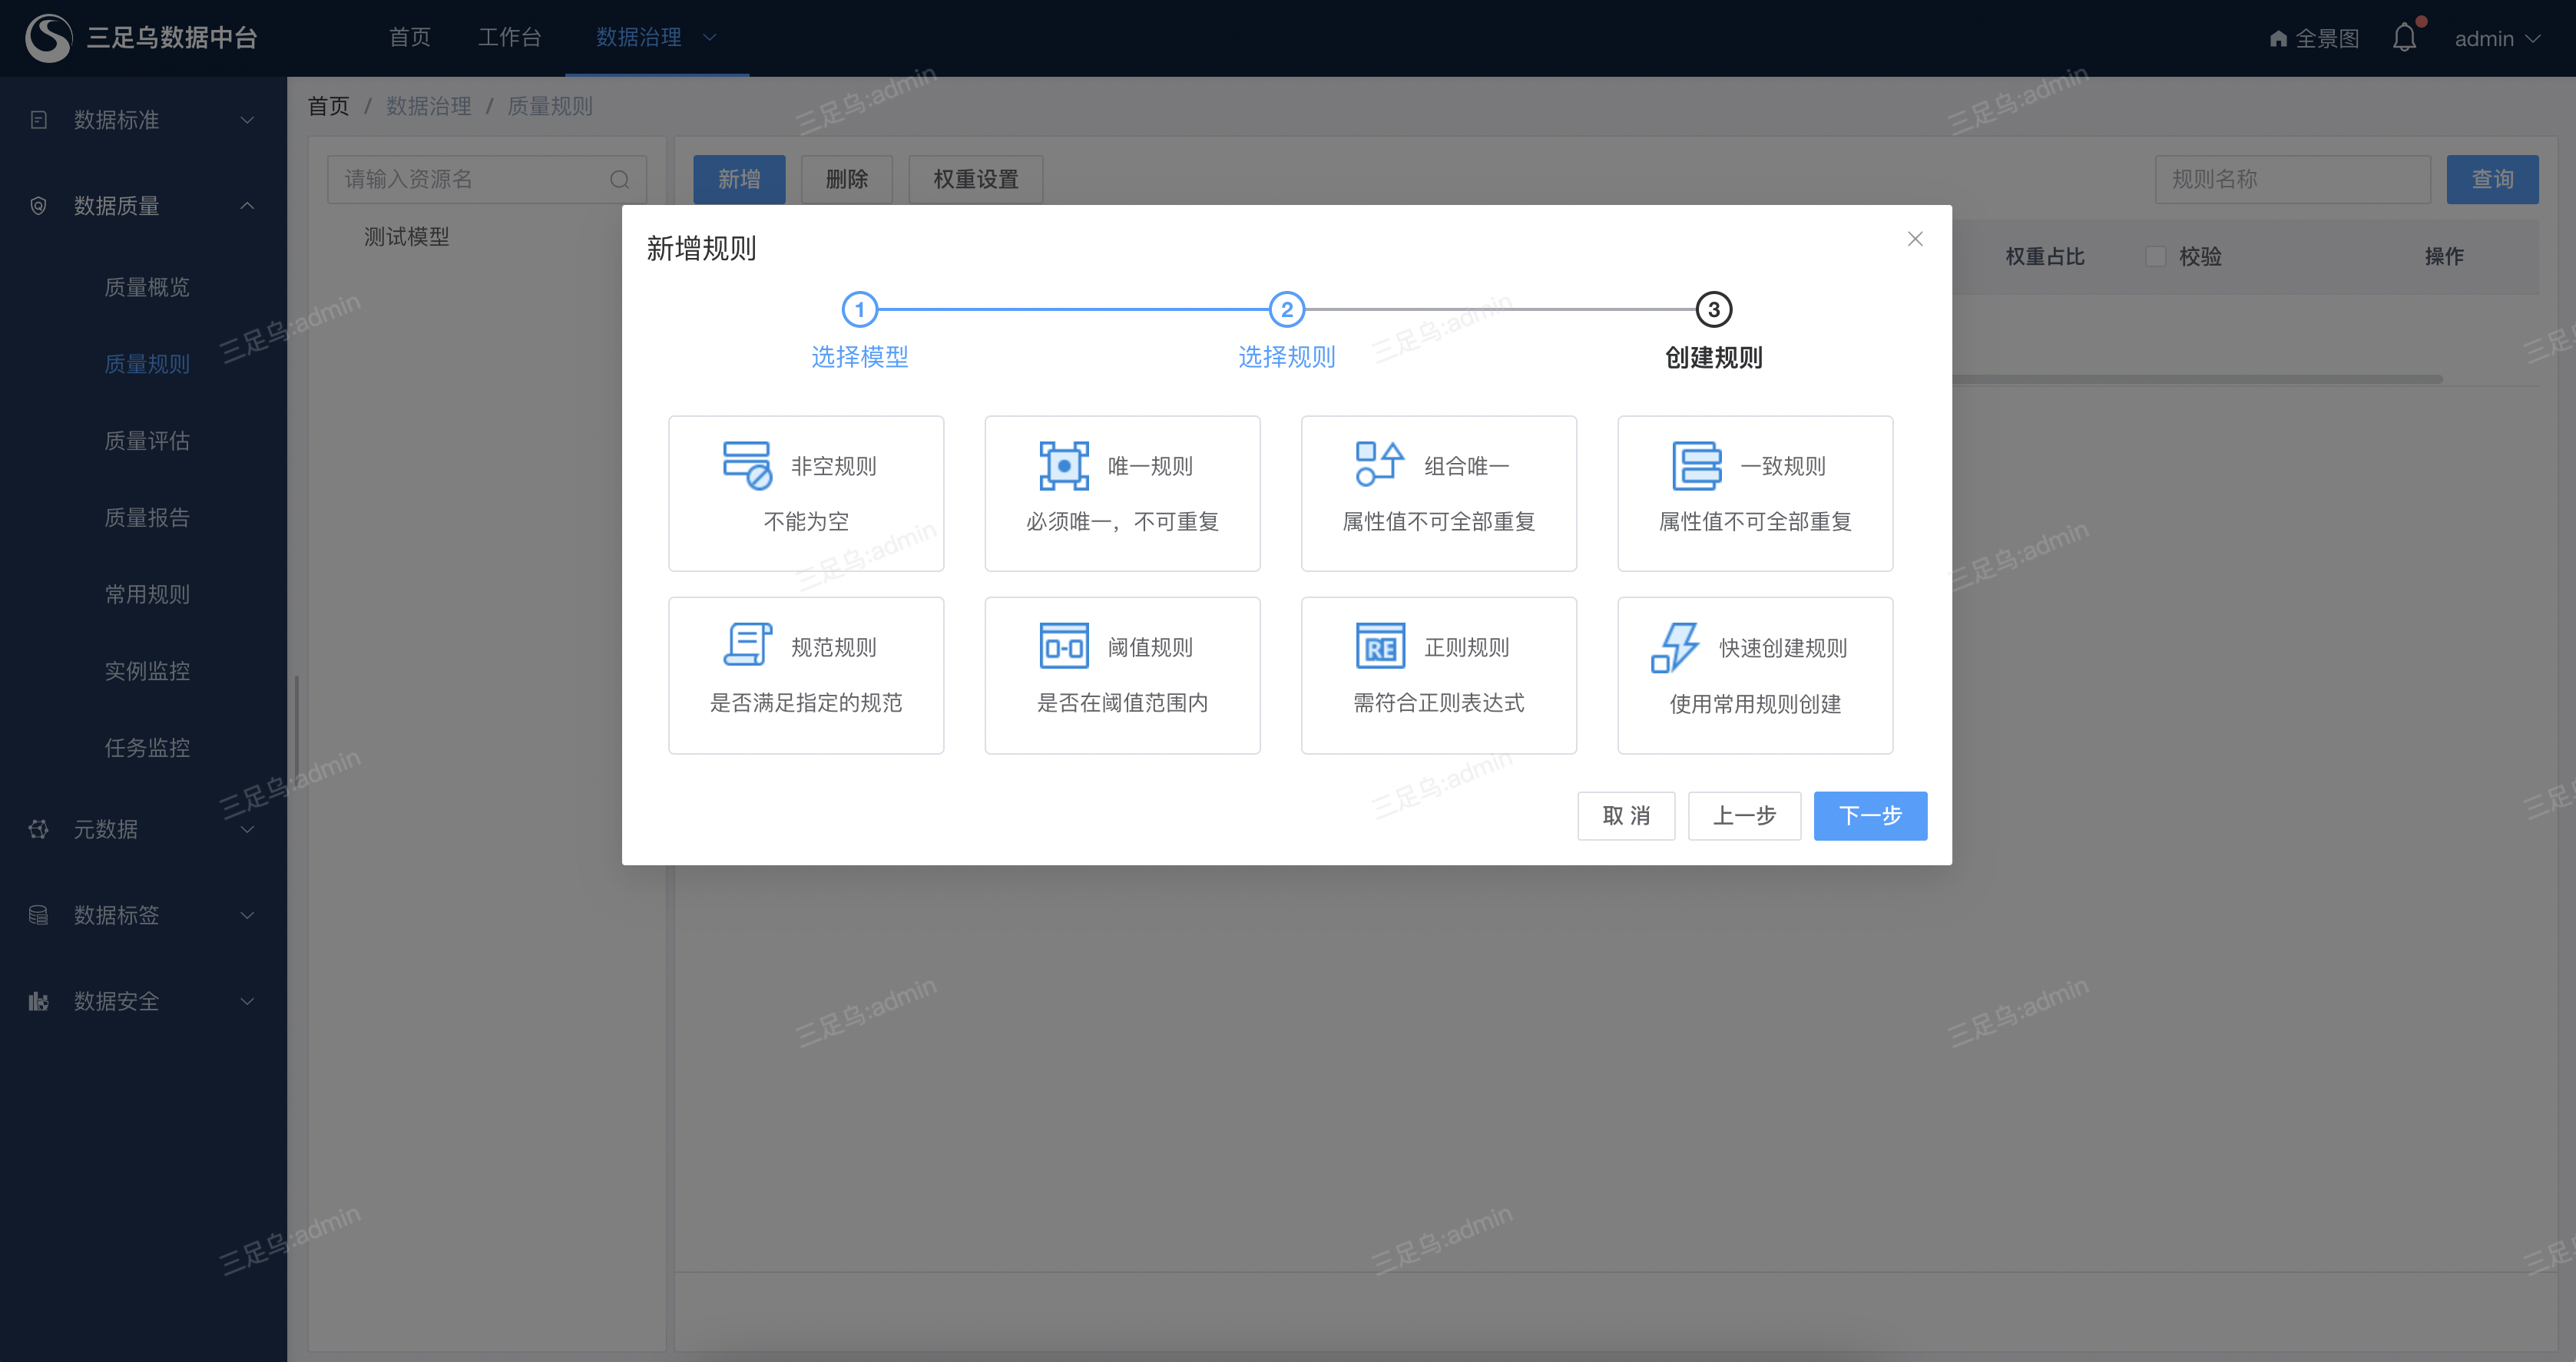 三足乌数据中台
首页
工作台
数据治理
全景图
admin
数据标准
数据质量
质量概览
质量规则
质量评估
质量报告
常用规则
实例监控
任务监控
元数据
数据标签
数据安全
首页 / 数据治理 / 质量规则
请输入资源名
测试模型
新增
删除
权重设置
规则名称
查询
权重占比
校验
操作
新增规则
1
2
3
选择模型
选择规则
创建规则
非空规则
不能为空
唯一规则
必须唯一，不可重复
组合唯一
属性值不可全部重复
一致规则
属性值不可全部重复
规范规则
是否满足指定的规范
阈值规则
是否在阈值范围内
RE
正则规则
需符合正则表达式
快速创建规则
使用常用规则创建
取 消
上一步
下一步
三足乌:admin
三足乌:admin
三足乌:admin
三足乌:admin
三足乌:admin
三足乌:admin
三足乌:admin
三足乌:admin
三足乌:admin
三足乌:admin
三足乌:admin
三足乌:admin